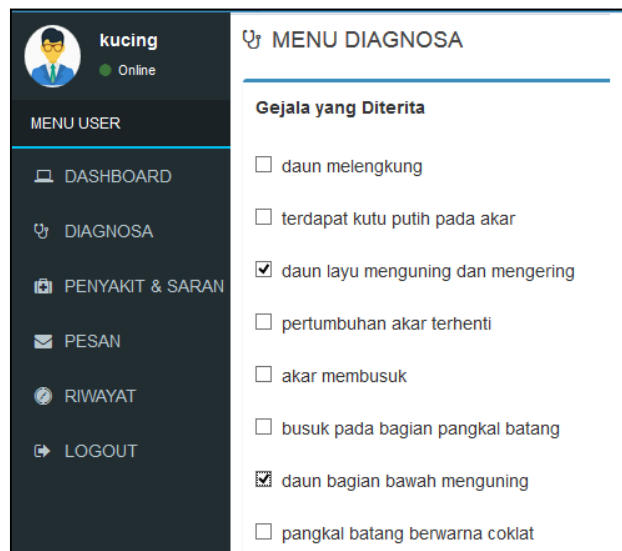 kucing
Online
MENU USER
DASHBOARD
DIAGNOSA
PENYAKIT & SARAN
PESAN
RIWAYAT
LOGOUT
MENU DIAGNOSA
Gejala yang Diterita
daun melengkung
terdapat kutu putih pada akar
daun layu menguning dan mengering
pertumbuhan akar terhenti
akar membusuk
busuk pada bagian pangkal batang
daun bagian bawah menguning
pangkal batang berwarna coklat